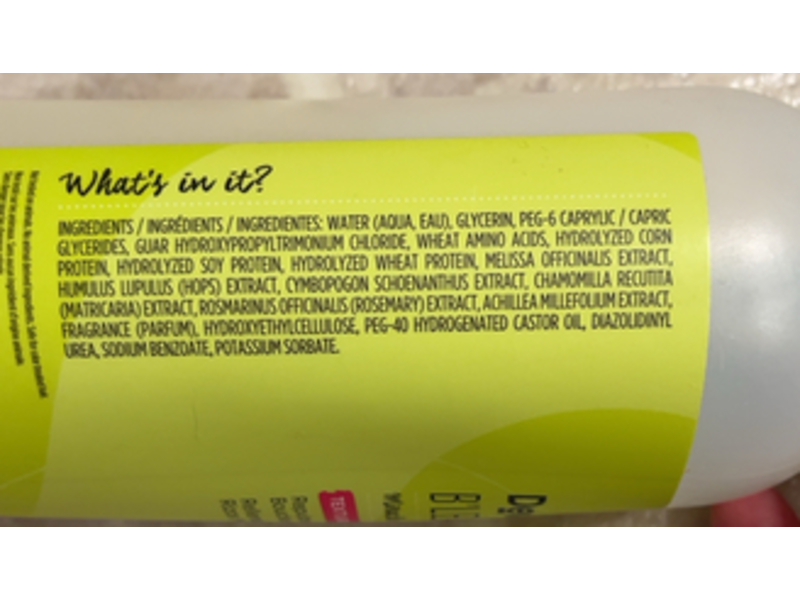 What's in it?
INGREDIENTS / INGRÉDIENTS / INGREDIENTES: WATER (AQUA, EAU), GLYCERIN, PEG-6 CAPRYLIC / CAPRIC
GLYCERIDES, GUAR HYDROXYPROPYLTRIMONIUM CHLORIDE, WHEAT AMINO ACIDS, HYDROLYZED CORN
PROTEIN, HYDROLYZED SOY PROTEIN, HYDROLYZED WHEAT PROTEIN, MELISSA OFFICINALIS EXTRACT,
HUMULUS LUPULUS (HOPS) EXTRACT, CYMBOPOGON SCHOENANTHUS EXTRACT, CHAMOMILLA RECUTITA
(MATRICARIA) EXTRACT, ROSMARINUS OFFICINALIS (ROSEMARY) EXTRACT, ACHILLEA MILLEFOLIUM EXTRACT,
FRAGRANCE (PARFUM), HYDROXYETHYLCELLULOSE, PEG-40 HYDROGENATED CASTOR OIL, DIAZOLIDINYL
UREA, SODIUM BENZOATE, POTASSIUM SORBATE.